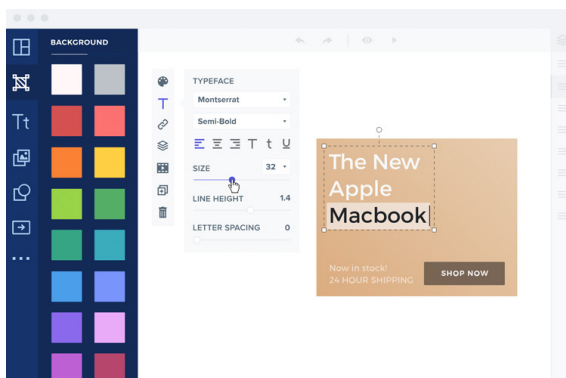 BACKGROUND
Tt
TYPEFACE
T
Montserrat
Semi-Bold
T t U
SIZE 32
LINE HEIGHT 1.4
LETTER SPACING 0
The New
Apple
Macbook
Now in stock!
24 HOUR SHIPPING
SHOP NOW